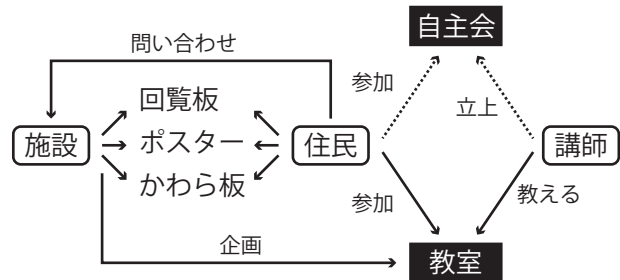 自主会
問い合わせ
参加
回覧板
立上
施設
ポスター
住民
講師
かわら板
参加
教える
企画
教室